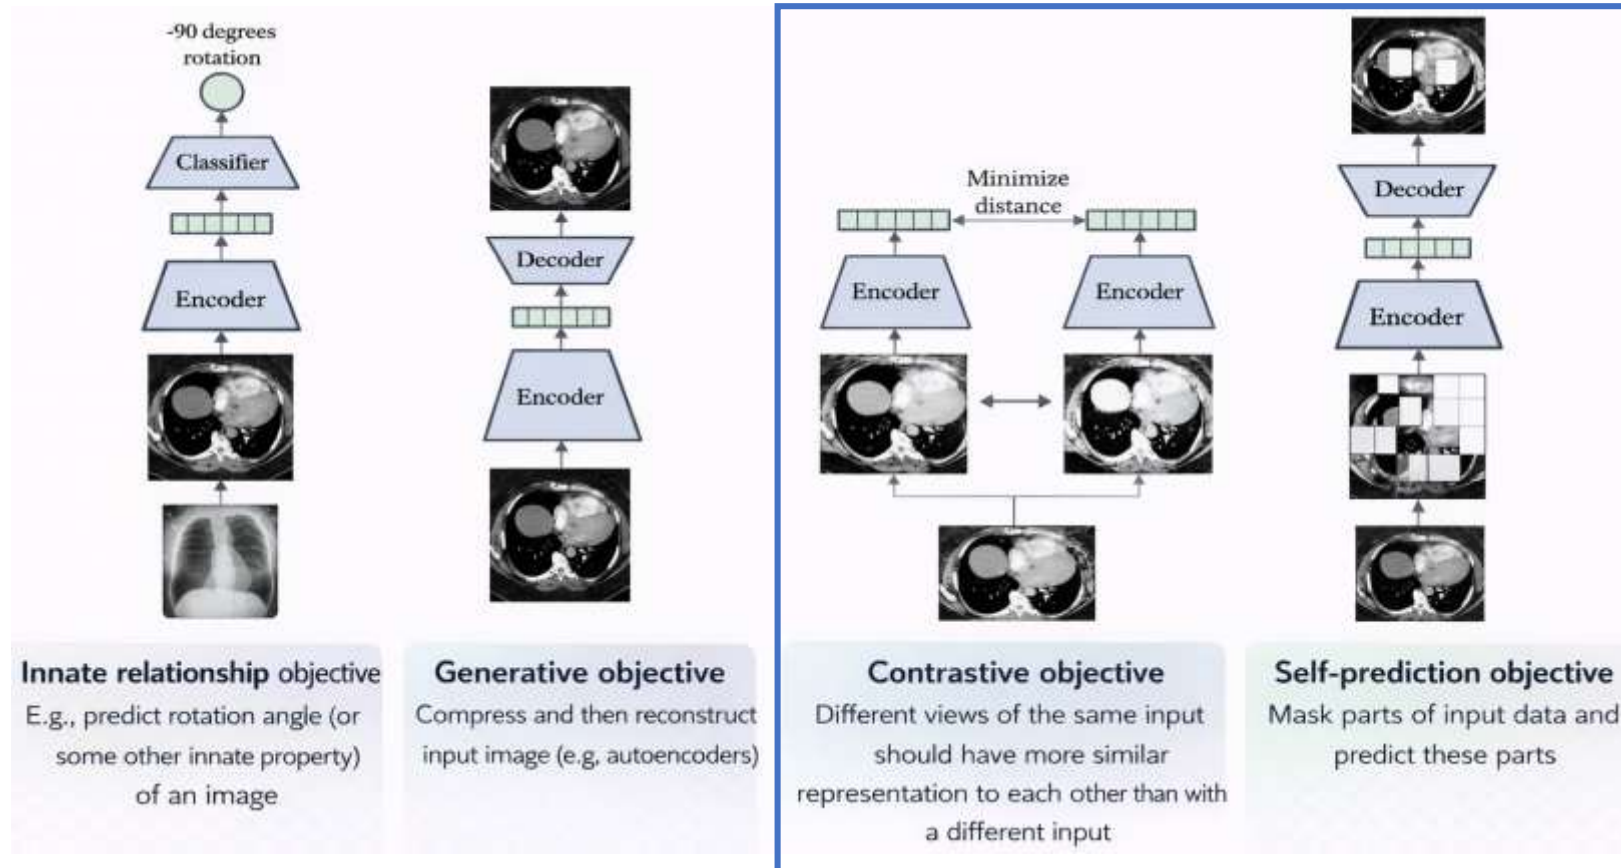 -90 degrees
rotation
Classifier
Encoder
Innate relationship objective
E.g., predict rotation angle (or
some other innate property)
of an image
Decoder
Encoder
Generative objective
Compress and then reconstruct
input image (e.g, autoencoders)
Minimize
distance
Encoder
Encoder
Contrastive objective
Different views of the same input
should have more similar
representation to each other than with
a different input
Decoder
Encoder
Self-prediction objective
Mask parts of input data and
predict these parts